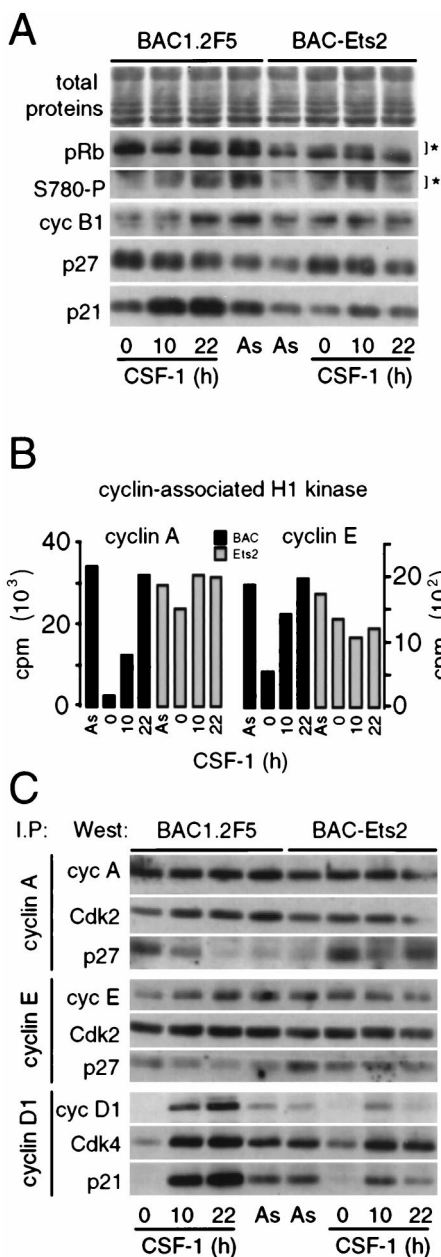 A
BAC1.2F5 BAC-Ets2
total
proteins
pRb ]*
S780-P ]*
cyc B1
p27
p21
0 10 22 As As 0 10 22
CSF-1 (h) CSF-1 (h)
B
cyclin-associated H1 kinase
cyclin A BAC cyclin E
Ets2
40 20 0
cpm (10³)
20 10 0
cpm (10²)
As 0 10 22 As 0 10 22 As 0 10 22 As 0 10 22
CSF-1 (h)
C
I.P: West: BAC1.2F5 BAC-Ets2
cyclin A
cyc A
Cdk2
p27
cyclin E
cyc E
Cdk2
p27
cyclin D1
cyc D1
Cdk4
p21
0 10 22 As As 0 10 22
CSF-1 (h) CSF-1 (h)